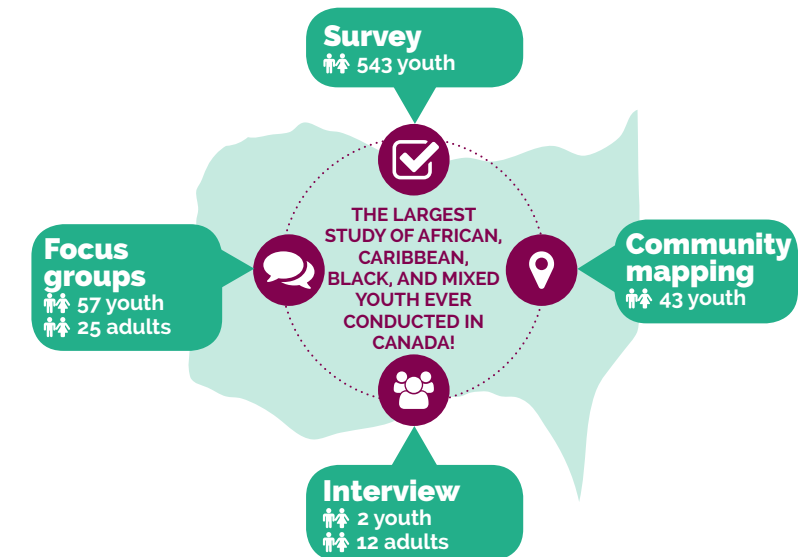 Survey
543 youth
THE LARGEST
STUDY OF AFRICAN,
CARIBBEAN,
BLACK, AND MIXED
YOUTH EVER
CONDUCTED IN
CANADA!
Focus
groups
57 youth
25 adults
Community
mapping
43 youth
Interview
2 youth
12 adults